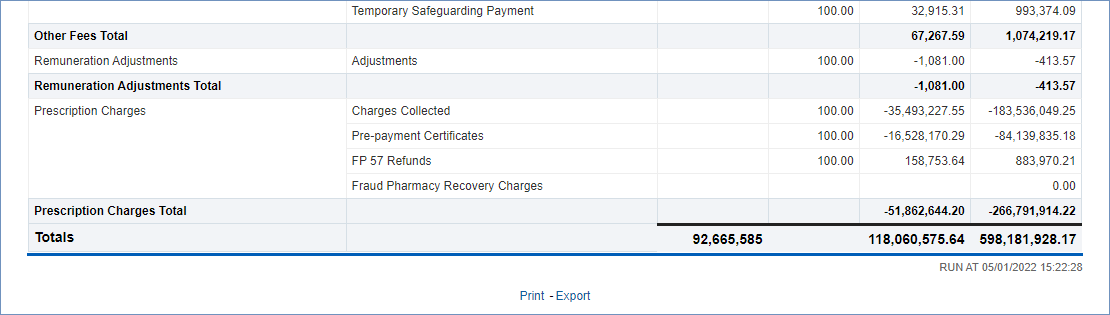 Temporary Safeguarding Payment 100.00 32,915.31 993,374.09
Other Fees Total 67,267.59 1,074,219.17
Remuneration Adjustments Adjustments 100.00 -1,081.00 -413.57
Remuneration Adjustments Total -1,081.00 -413.57
Prescription Charges Charges Collected 100.00 -35,493,227.55 -183,536,049.25
Pre-payment Certificates 100.00 -16,528,170.29 -84,139,835.18
FP 57 Refunds 100.00 158,753.64 883,970.21
Fraud Pharmacy Recovery Charges 0.00
Prescription Charges Total -51,862,644.20 -266,791,914.22
Totals 92,665,585 118,060,575.64 598,181,928.17
RUN AT 05/01/2022 15:22:28
Print - Export